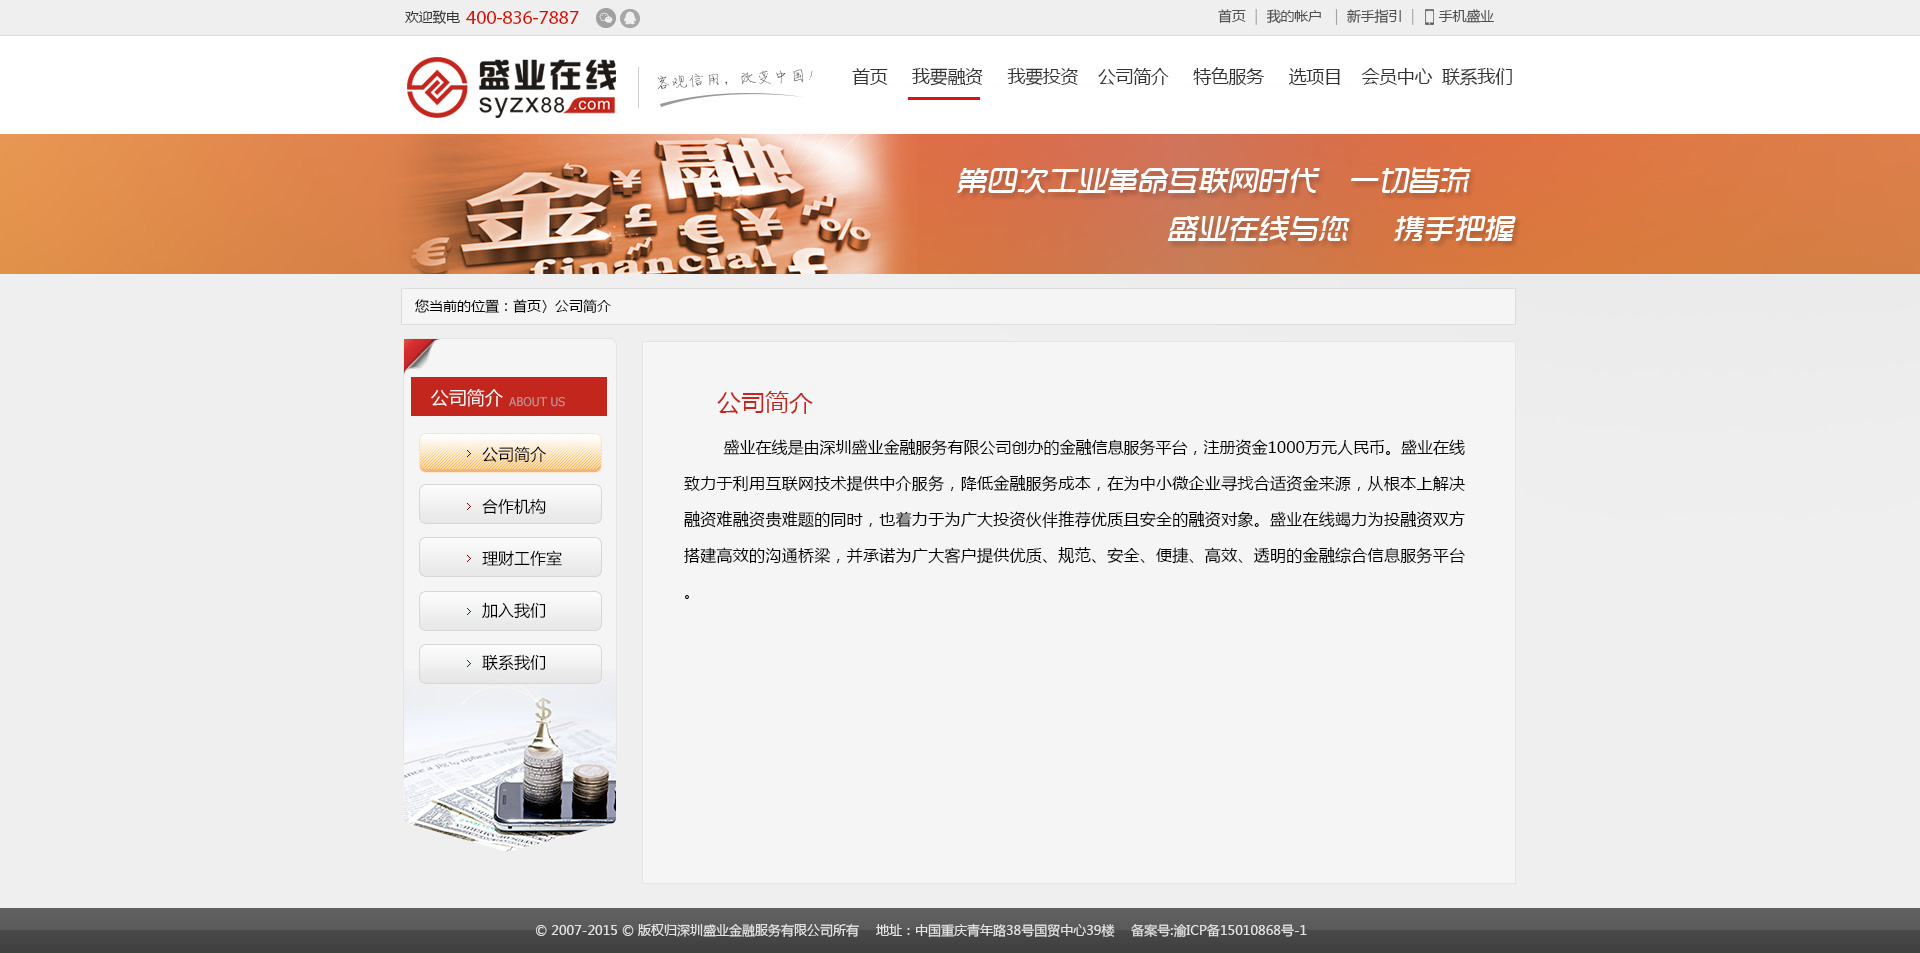 欢迎致电 400-836-7887
首页 | 我的帐户 | 新手指引 | 手机盛业
盛业在线
syzx88.com
客观信用，改变中国！
首页 我要融资 我要投资 公司简介 特色服务 选项目 会员中心 联系我们
金融
financial
第四次工业革命互联网时代 一切皆流
盛业在线与您 携手把握
您当前的位置：首页〉公司简介
公司简介 ABOUT US
公司简介
合作机构
理财工作室
加入我们
联系我们
公司简介
盛业在线是由深圳盛业金融服务有限公司创办的金融信息服务平台，注册资金1000万元人民币。盛业在线
致力于利用互联网技术提供中介服务，降低金融服务成本，在为中小微企业寻找合适资金来源，从根本上解决
融资难融资贵难题的同时，也着力于为广大投资伙伴推荐优质且安全的融资对象。盛业在线竭力为投融资双方
搭建高效的沟通桥梁，并承诺为广大客户提供优质、规范、安全、便捷、高效、透明的金融综合信息服务平台
。
© 2007-2015 © 版权归深圳盛业金融服务有限公司所有 地址：中国重庆青年路38号国贸中心39楼 备案号:渝ICP备15010868号-1